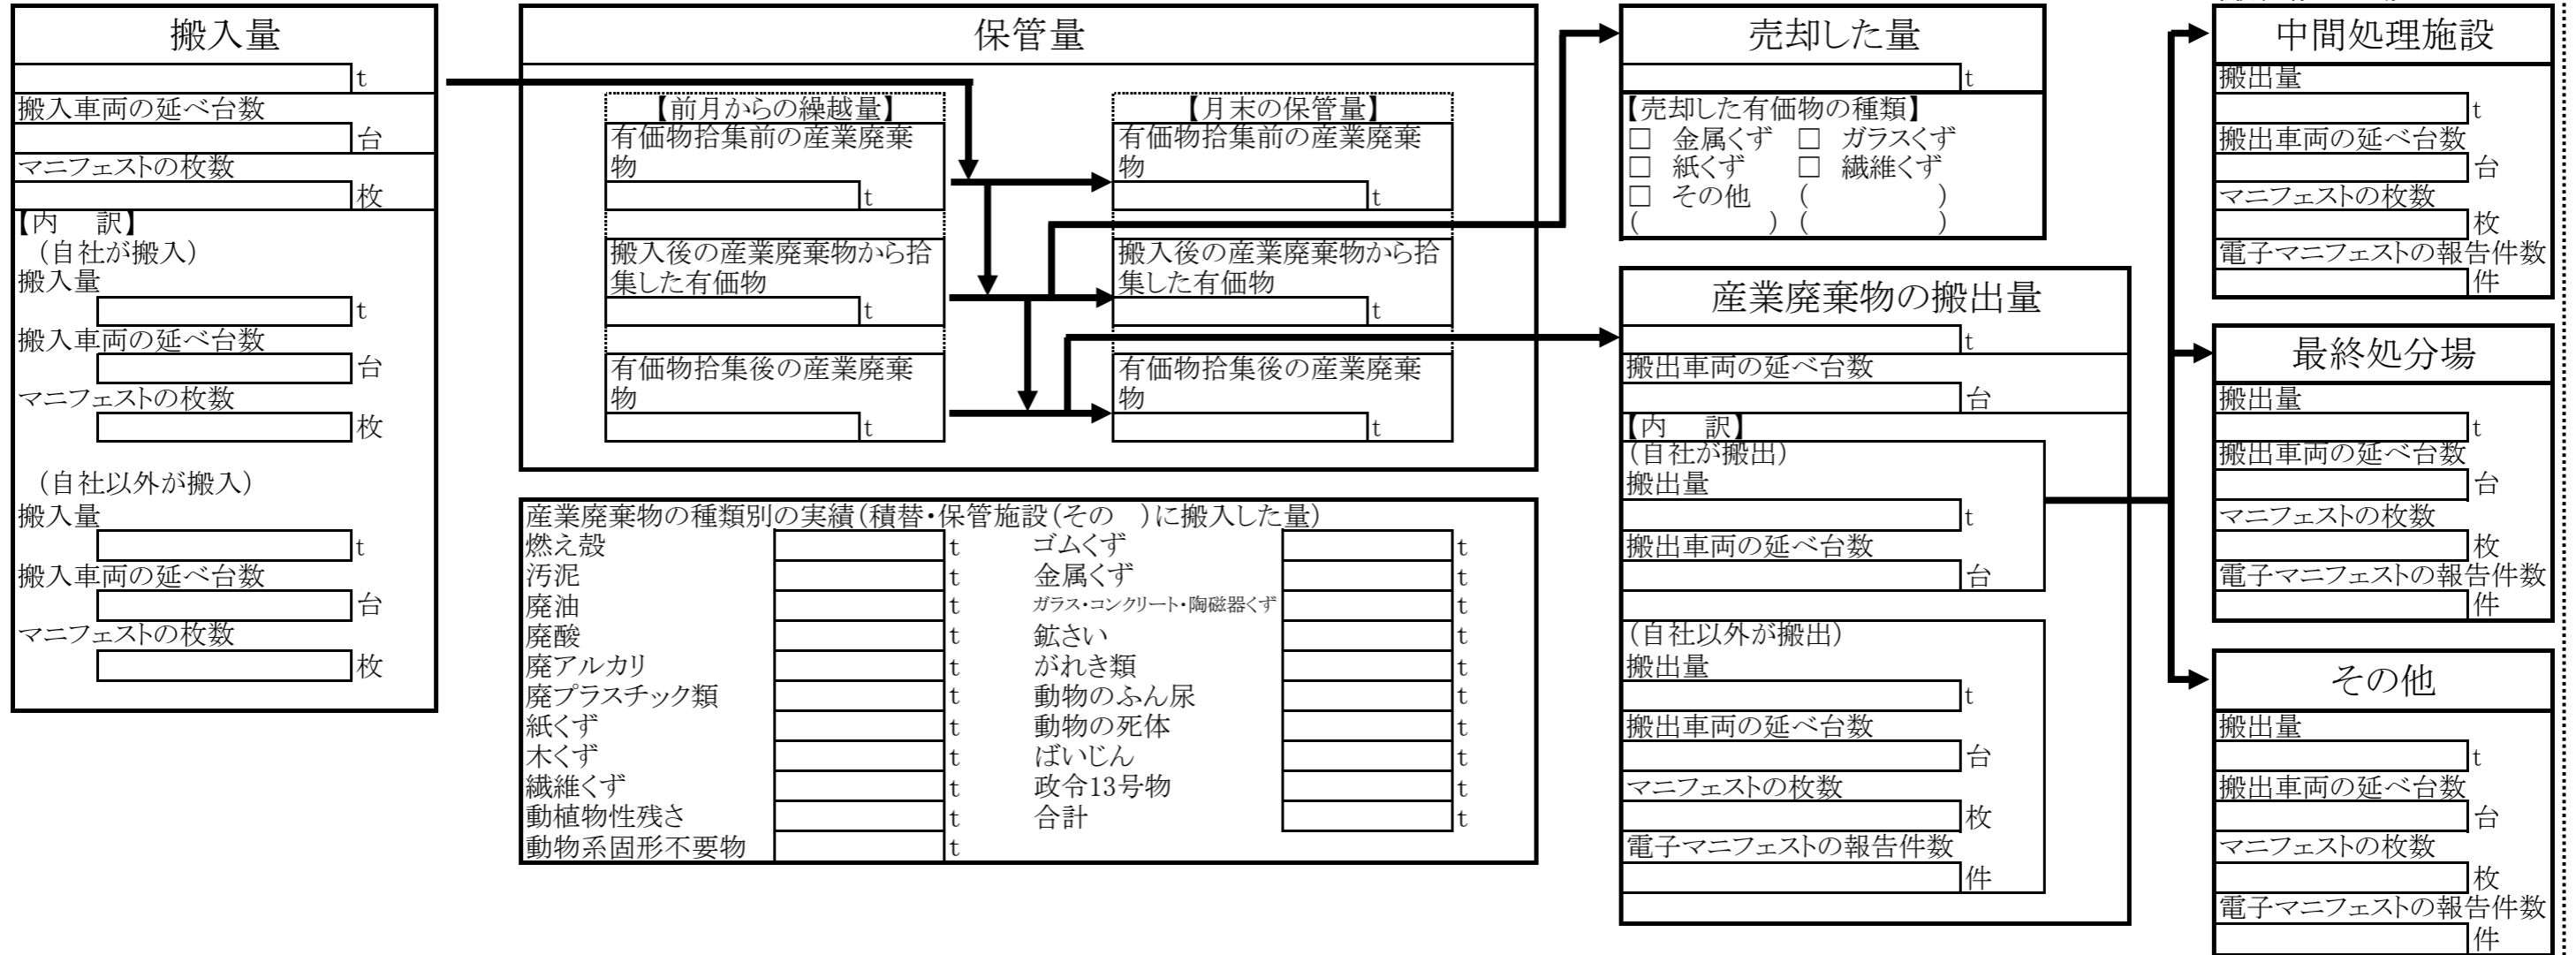 搬入量
t
搬入車両の延べ台数
台
マニフェストの枚数
枚
【内　訳】
（自社が搬入）
搬入量
t
搬入車両の延べ台数
台
マニフェストの枚数
枚
（自社以外が搬入）
搬入量
t
搬入車両の延べ台数
台
マニフェストの枚数
枚
保管量
【前月からの繰越量】
有価物拾集前の産業廃棄
物
t
搬入後の産業廃棄物から拾
集した有価物
t
有価物拾集後の産業廃棄
物
t
【月末の保管量】
有価物拾集前の産業廃棄
物
t
搬入後の産業廃棄物から拾
集した有価物
t
有価物拾集後の産業廃棄
物
t
産業廃棄物の種類別の実績（積替・保管施設（その　）に搬入した量）
燃え殻 t ゴムくず t
汚泥 t 金属くず t
廃油 t ガラス・コンクリート・陶磁器くず t
廃酸 t 鉱さい t
廃アルカリ t がれき類 t
廃プラスチック類 t 動物のふん尿 t
紙くず t 動物の死体 t
木くず t ばいじん t
繊維くず t 政令13号物 t
動植物性残さ t 合計 t
動物系固形不要物 t
売却した量
t
【売却した有価物の種類】
□ 金属くず □ ガラスくず
□ 紙くず □ 繊維くず
□ その他 （　　　　）
（　　　　）（　　　　）
産業廃棄物の搬出量
t
搬出車両の延べ台数
台
【内　訳】
（自社が搬出）
搬出量
t
搬出車両の延べ台数
台
（自社以外が搬出）
搬出量
t
搬出車両の延べ台数
台
マニフェストの枚数
枚
電子マニフェストの報告件数
件
中間処理施設
搬出量
t
搬出車両の延べ台数
台
マニフェストの枚数
枚
電子マニフェストの報告件数
件
最終処分場
搬出量
t
搬出車両の延べ台数
台
マニフェストの枚数
枚
電子マニフェストの報告件数
件
その他
搬出量
t
搬出車両の延べ台数
台
マニフェストの枚数
枚
電子マニフェストの報告件数
件